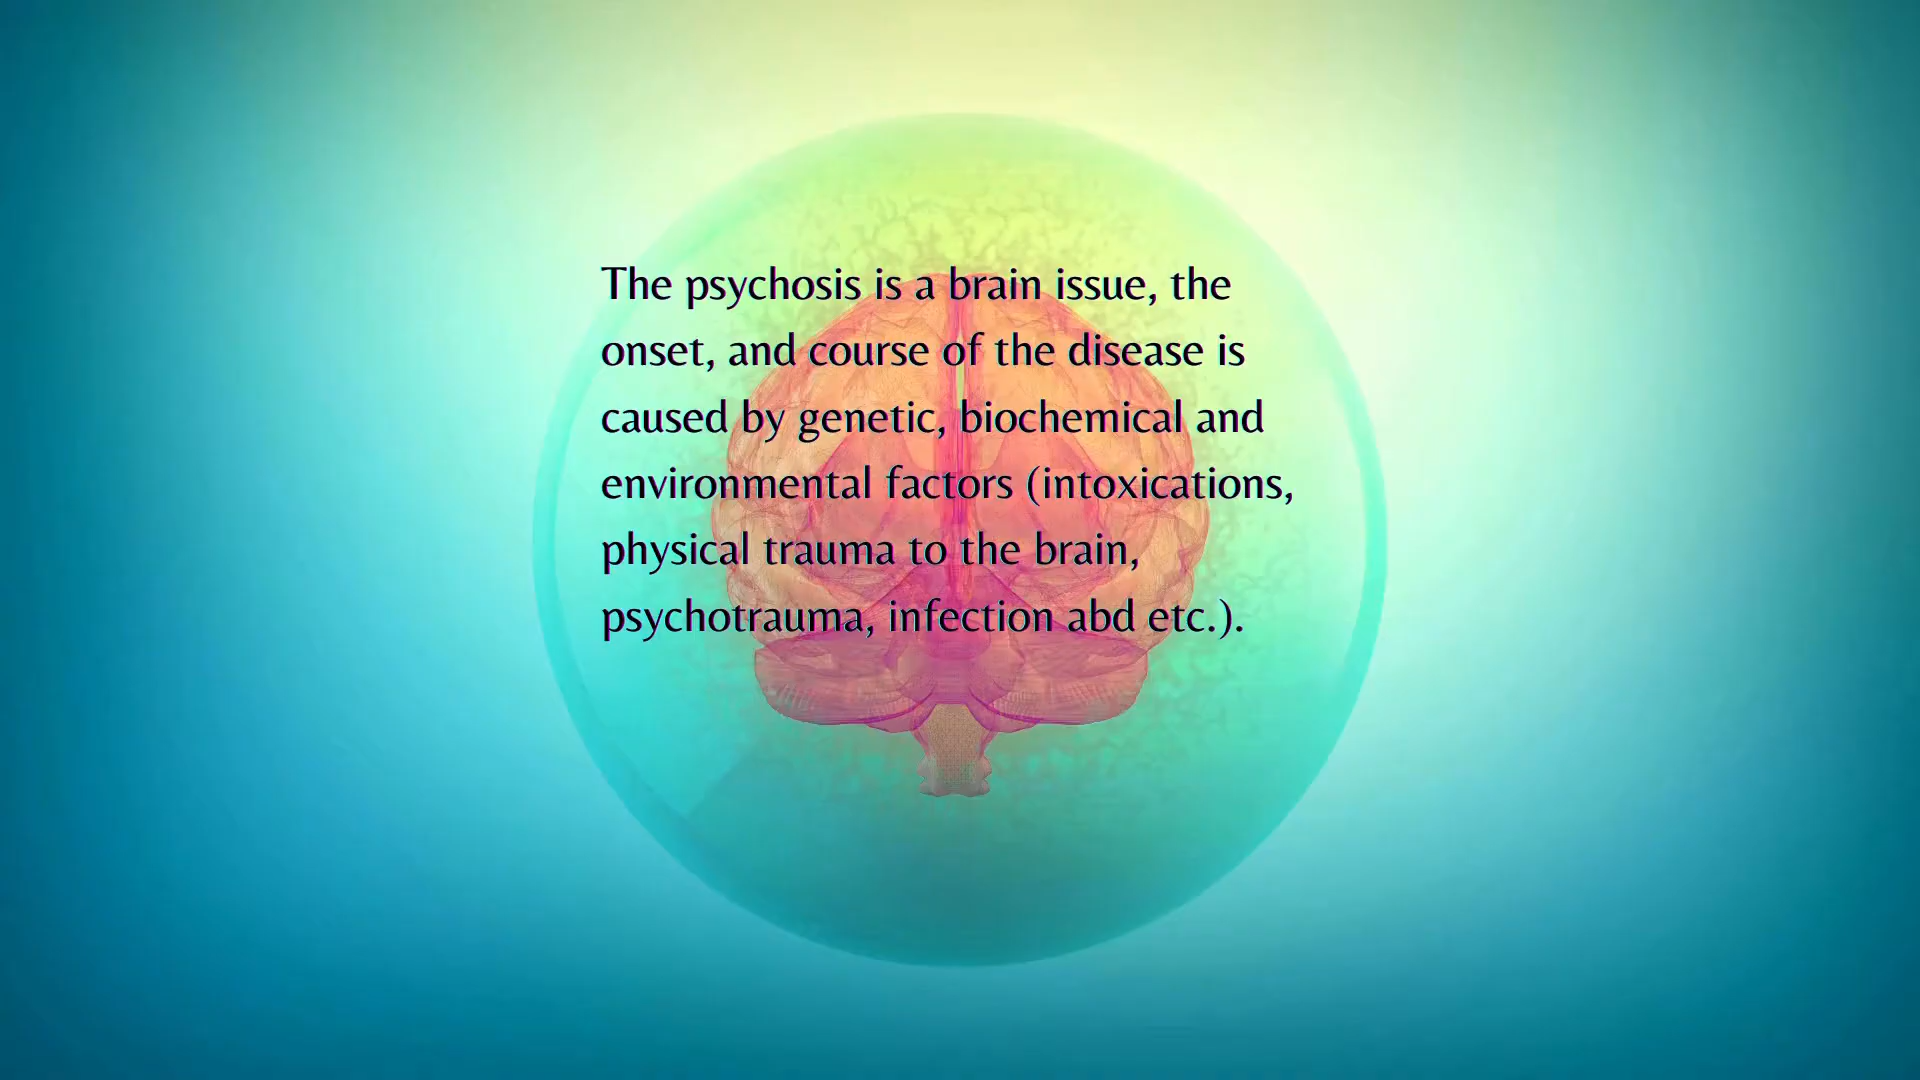 The psychosis is a brain issue, the
onset, and course of the disease is
caused by genetic, biochemical and
environmental factors (intoxications,
physical trauma to the brain,
psychotrauma, infection abd etc.).